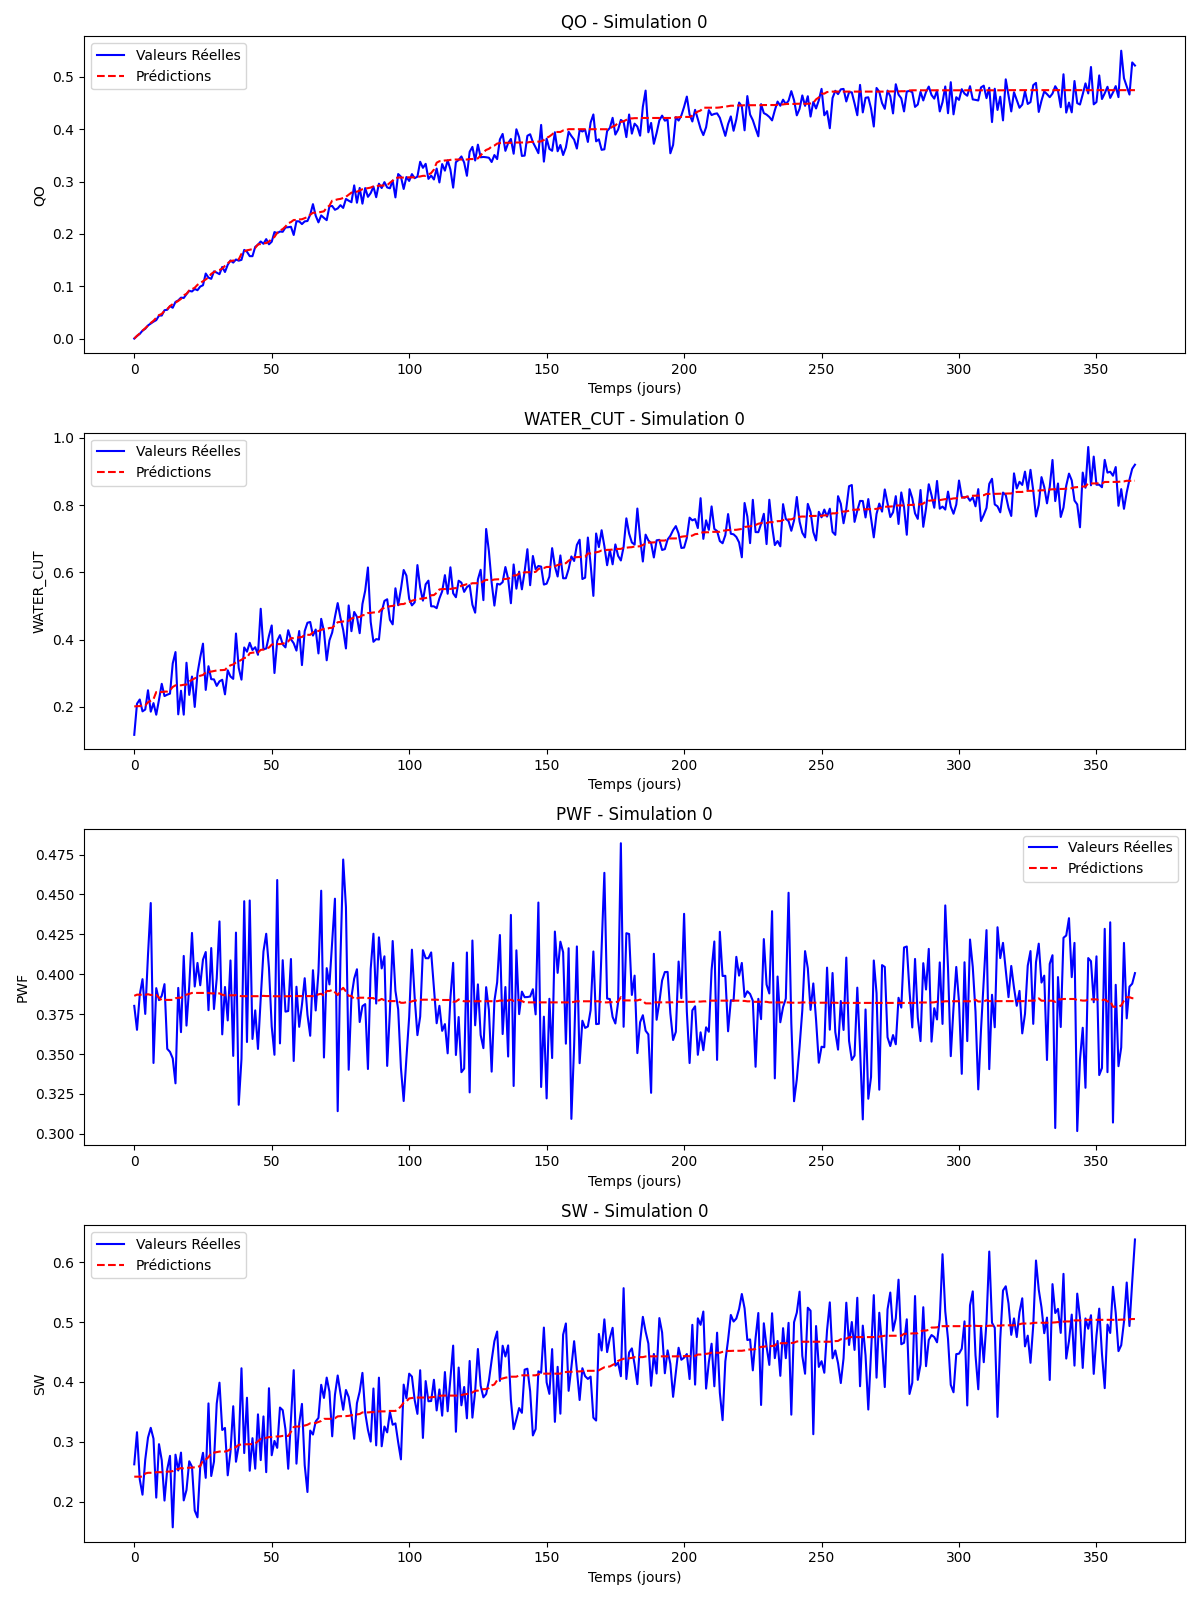 QO - Simulation 0
Valeurs Réelles
Prédictions
0.5
0.4
0.3
0.2
0.1
0.0
QO
0 50 100 150 200 250 300 350
Temps (jours)
WATER_CUT - Simulation 0
Valeurs Réelles
Prédictions
1.0
0.8
0.6
0.4
0.2
WATER_CUT
0 50 100 150 200 250 300 350
Temps (jours)
PWF - Simulation 0
Valeurs Réelles
Prédictions
0.475
0.450
0.425
0.400
0.375
0.350
0.325
0.300
PWF
0 50 100 150 200 250 300 350
Temps (jours)
SW - Simulation 0
Valeurs Réelles
Prédictions
0.6
0.5
0.4
0.3
0.2
SW
0 50 100 150 200 250 300 350
Temps (jours)